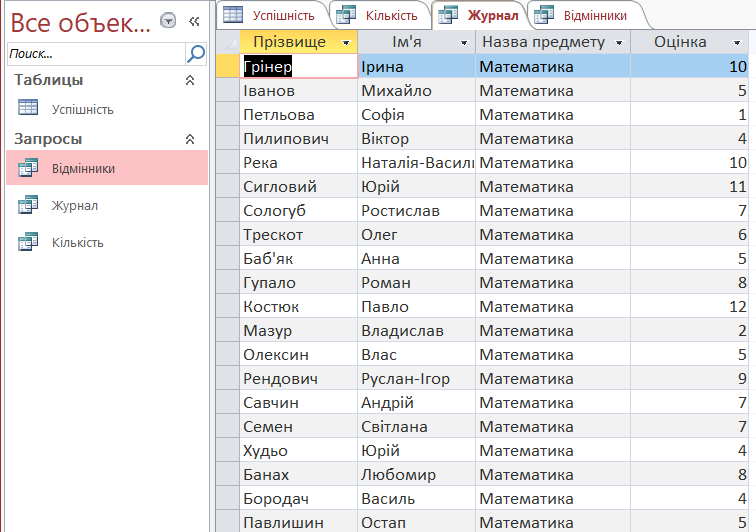 Все объек... «
Поиск...
Таблицы
Успішність
Запросы
Відмінники
Журнал
Кількість
Успішність Кількість Журнал Відмінники
Прізвище Ім'я Назва предмету Оцінка
Грінер Ірина Математика 10
Іванов Михайло Математика 5
Петльова Софія Математика 1
Пилипович Віктор Математика 4
Река Наталія-Васили Математика 10
Сигловий Юрій Математика 11
Сологуб Ростислав Математика 7
Трескот Олег Математика 6
Баб'як Анна Математика 5
Гупало Роман Математика 8
Костюк Павло Математика 12
Мазур Владислав Математика 2
Олексин Влас Математика 5
Рендович Руслан-Ігор Математика 9
Савчин Андрій Математика 7
Семен Світлана Математика 7
Худьо Юрій Математика 4
Банах Любомир Математика 8
Бородач Василь Математика 4
Павлишин Остап Математика 5